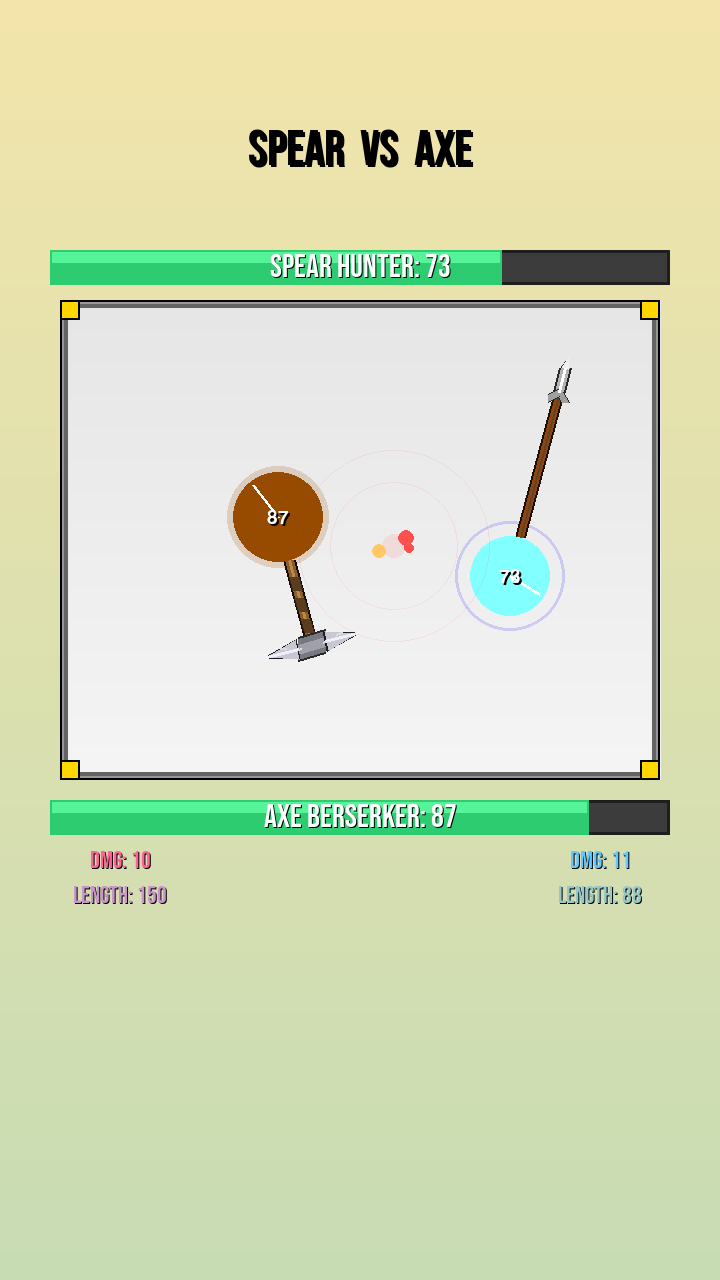 SPEAR VS AXE
SPEAR HUNTER: 73
87
73
AXE BERSERKER: 87
DMG: 10
DMG: 11
LENGTH: 150
LENGTH: 88